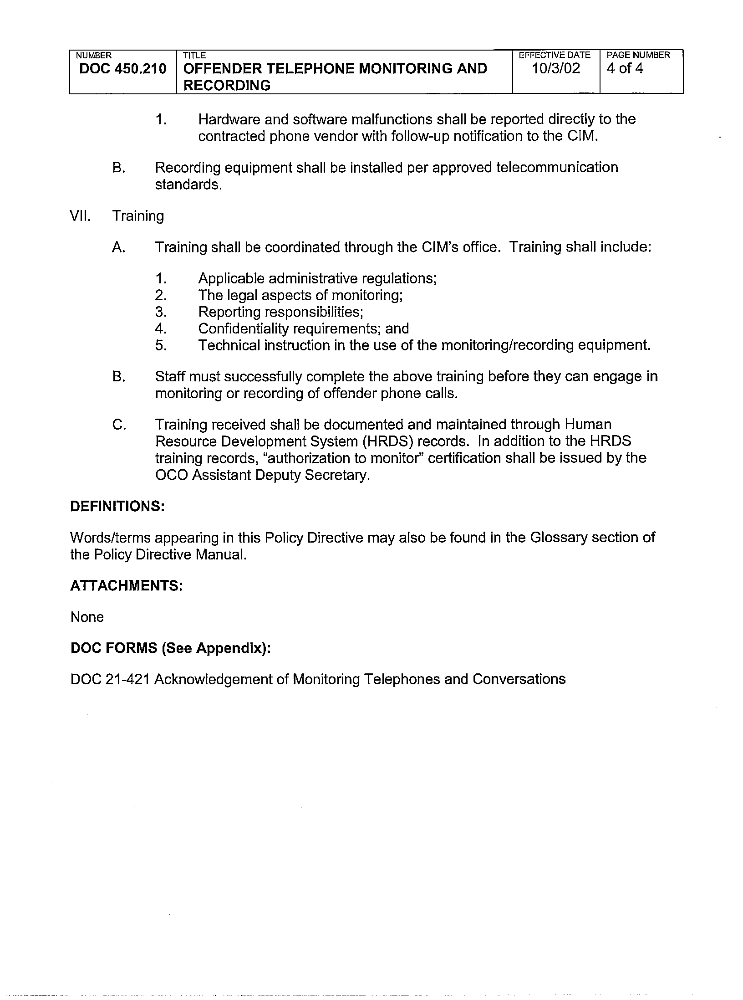 NUMBER TITLE EFFECTIVE DATE PAGE NUMBER
DOC 450.210 OFFENDER TELEPHONE MONITORING AND 10/3/02 4 of 4
RECORDING
1. Hardware and software malfunctions shall be reported directly to the
contracted phone vendor with follow-up notification to the CIM.
B. Recording equipment shall be installed per approved telecommunication
standards.
VII. Training
A. Training shall be coordinated through the CIM's office. Training shall include:
1. Applicable administrative regulations;
2. The legal aspects of monitoring;
3. Reporting responsibilities;
4. Confidentiality requirements; and
5. Technical instruction in the use of the monitoring/recording equipment.
B. Staff must successfully complete the above training before they can engage in
monitoring or recording of offender phone calls.
C. Training received shall be documented and maintained through Human
Resource Development System (HRDS) records. In addition to the HRDS
training records, "authorization to monitor" certification shall be issued by the
OCO Assistant Deputy Secretary.
DEFINITIONS:
Words/terms appearing in this Policy Directive may also be found in the Glossary section of
the Policy Directive Manual.
ATTACHMENTS:
None
DOC FORMS (See Appendix):
DOC 21-421 Acknowledgement of Monitoring Telephones and Conversations